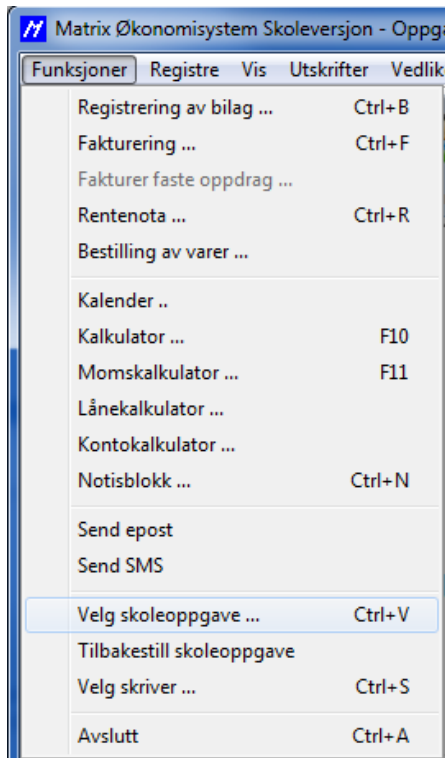 Matrix Økonomisystem Skoleversjon - Oppg
Funksjoner Registre Vis Utskrifter Vedlik
Registrering av bilag ... Ctrl+B
Fakturering ... Ctrl+F
Fakturer faste oppdrag ...
Rentenota ... Ctrl+R
Bestilling av varer ...
Kalender ..
Kalkulator ... F10
Momskalkulator ... F11
Lånekalkulator ...
Kontokalkulator ...
Notisblokk ... Ctrl+N
Send epost
Send SMS
Velg skoleoppgave ... Ctrl+V
Tilbakestill skoleoppgave
Velg skriver ... Ctrl+S
Avslutt Ctrl+A